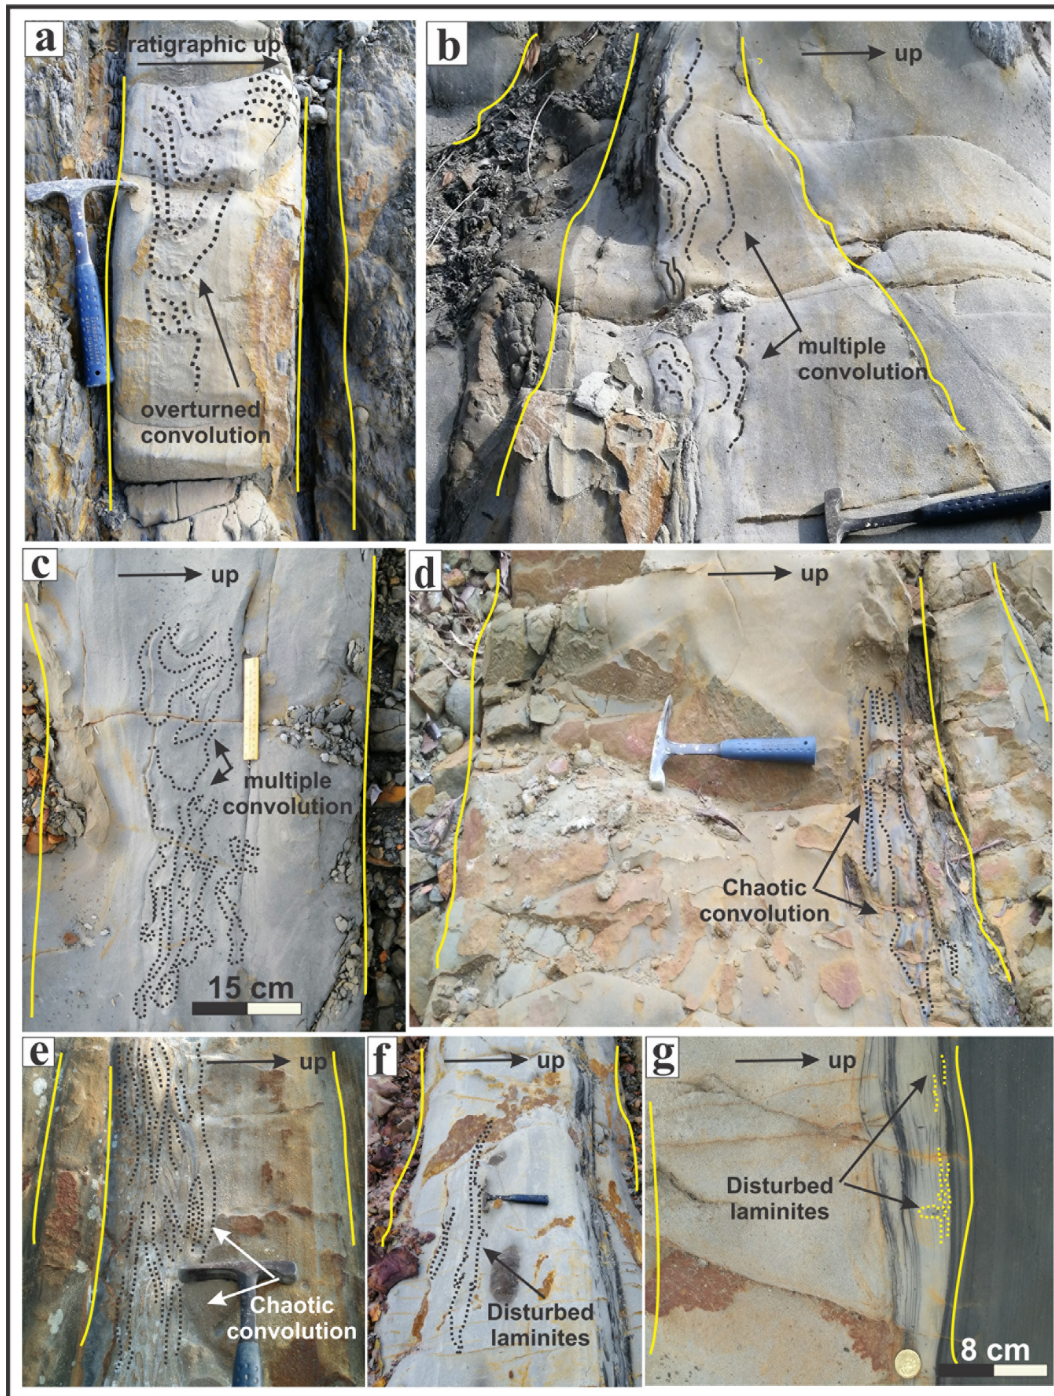 a
stratigraphic up
overturned
convolution
b
up
multiple
convolution
c
up
multiple
convolution
15 cm
d
up
Chaotic
convolution
e
up
Chaotic
convolution
f
up
Disturbed
laminites
g
up
Disturbed
laminites
8 cm